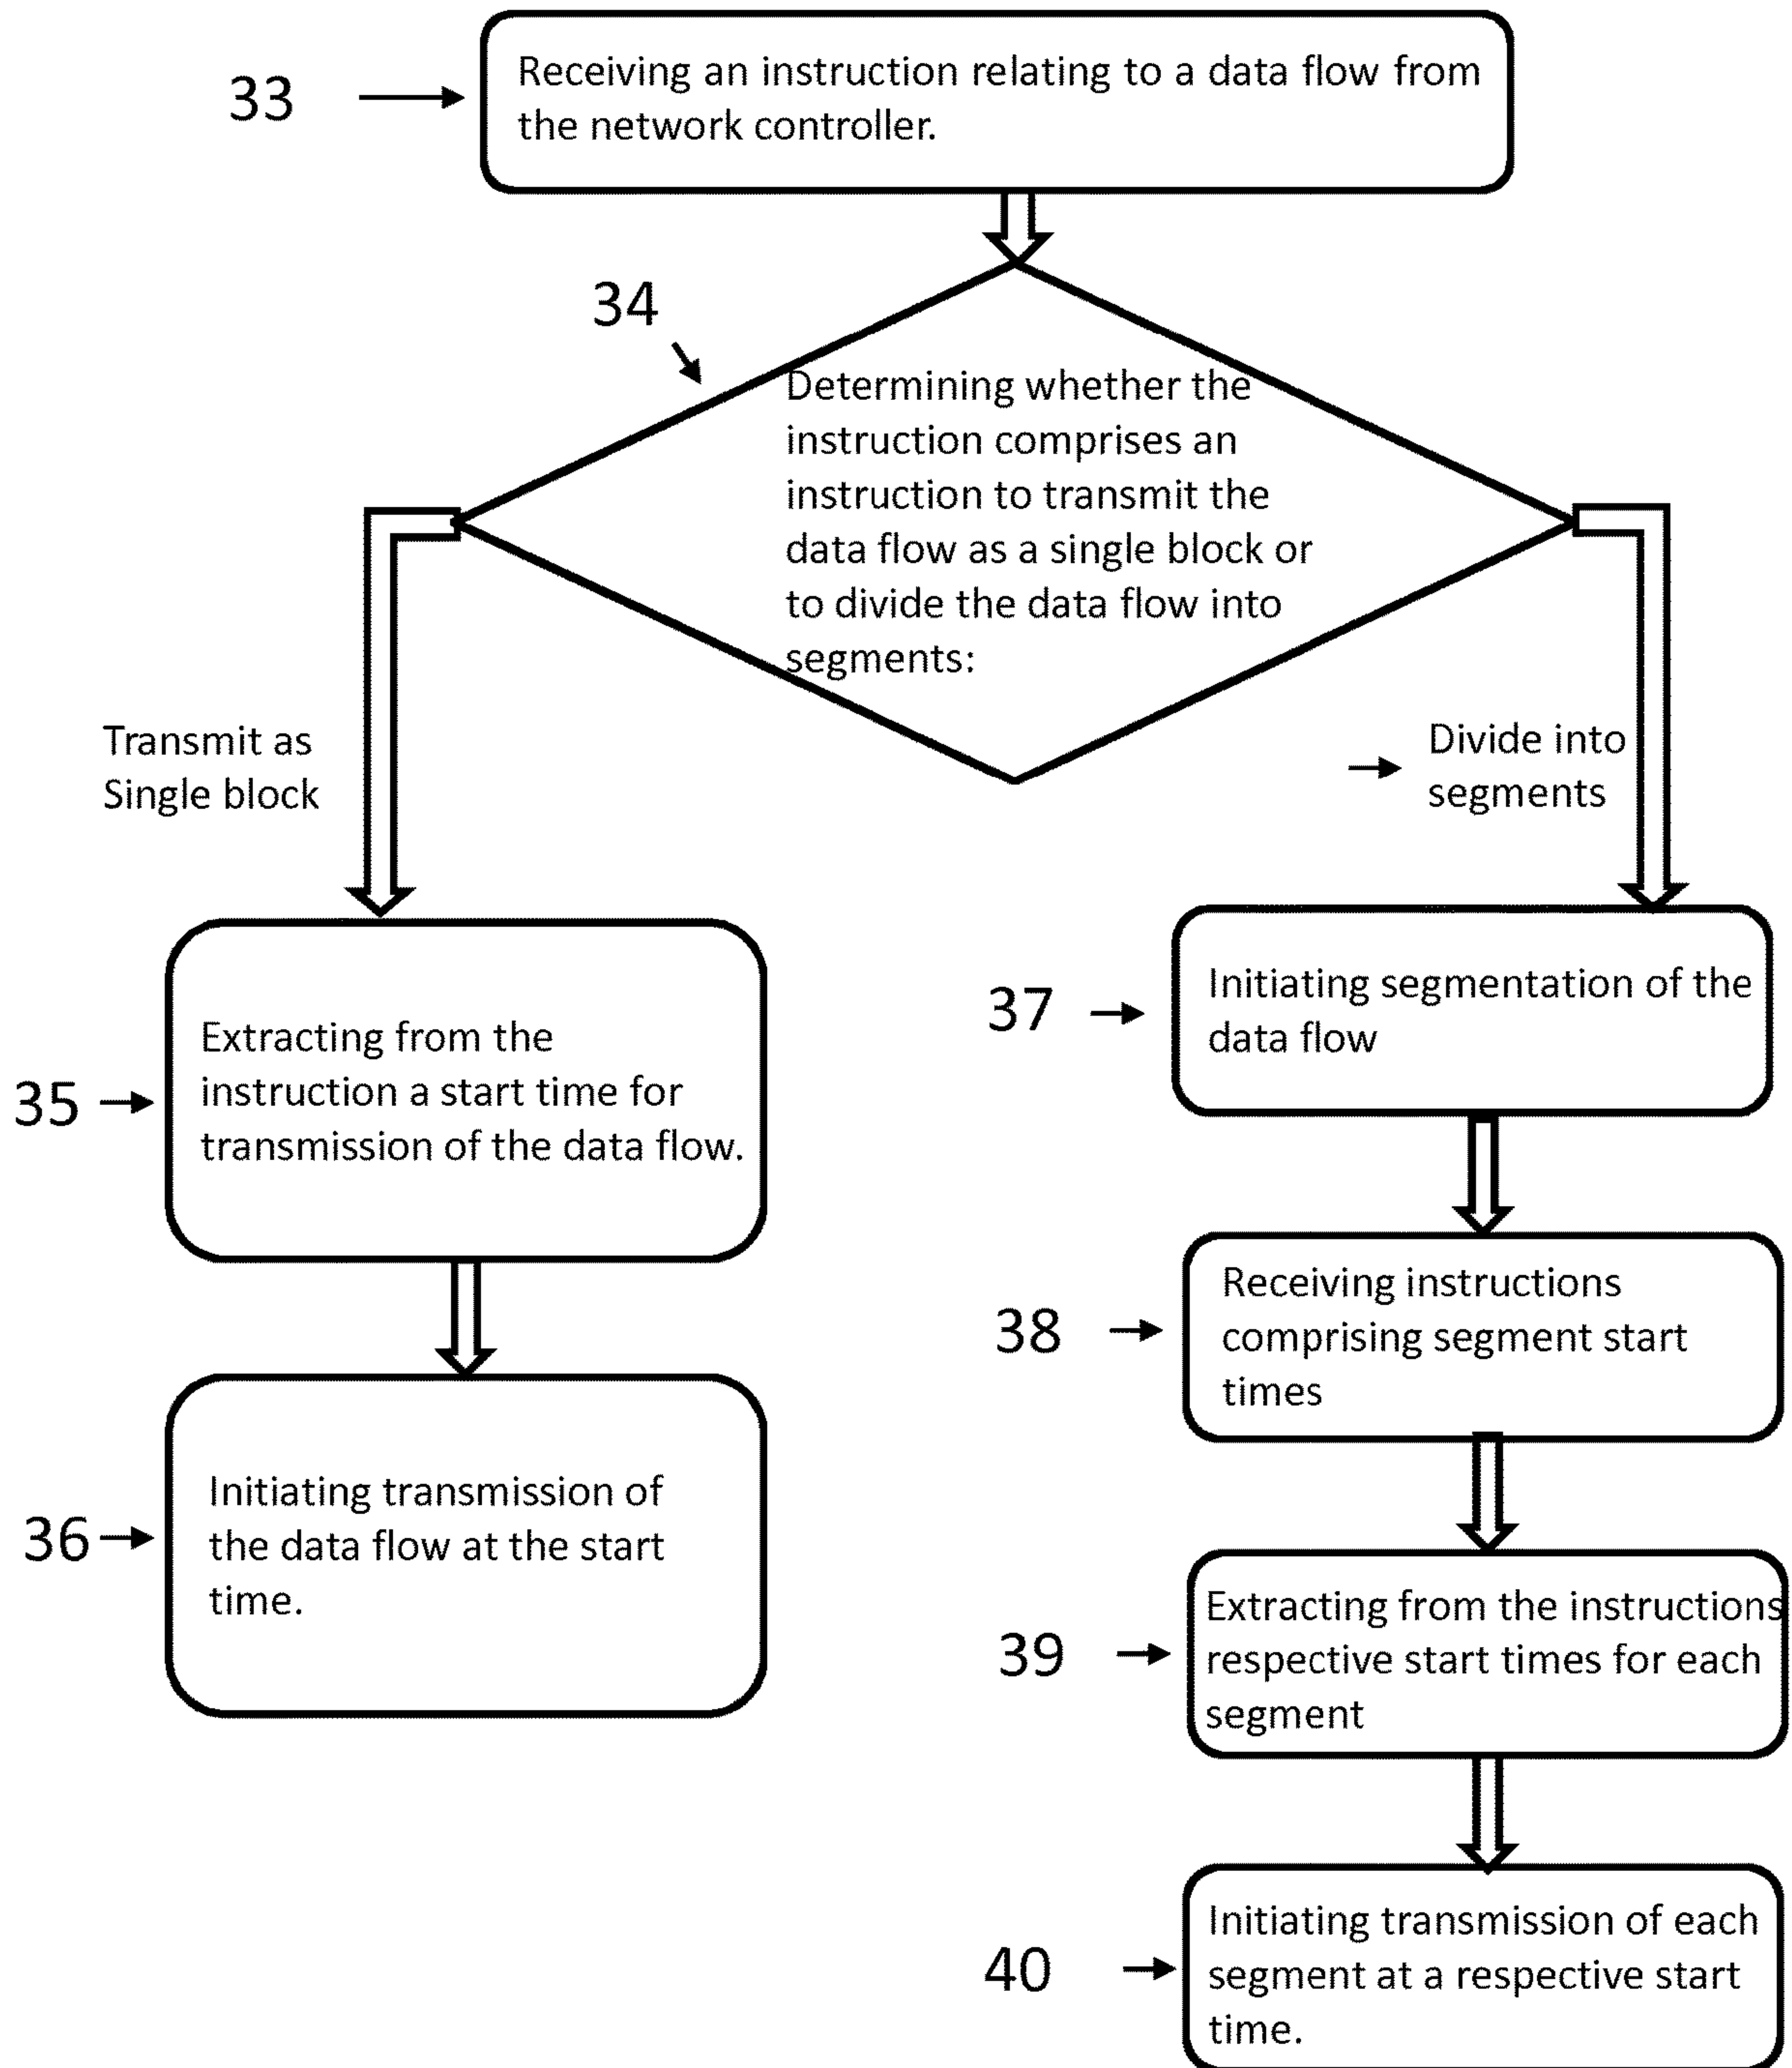 33
Receiving an instruction relating to a data flow from
the network controller.
34
Determining whether the
instruction comprises an
instruction to transmit the
data flow as a single block or
to divide the data flow into
segments:
Transmit as
Single block
Divide into
segments
35
Extracting from the
instruction a start time for
transmission of the data flow.
36
Initiating transmission of
the data flow at the start
time.
37
Initiating segmentation of the
data flow
38
Receiving instructions
comprising segment start
times
39
Extracting from the instructions
respective start times for each
segment
40
Initiating transmission of each
segment at a respective start
time.